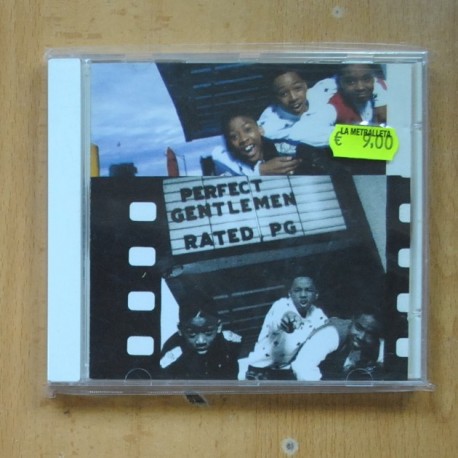 LA METRALLETA
€ 9.00
PERFECT
GENTLEMEN
RATED PG